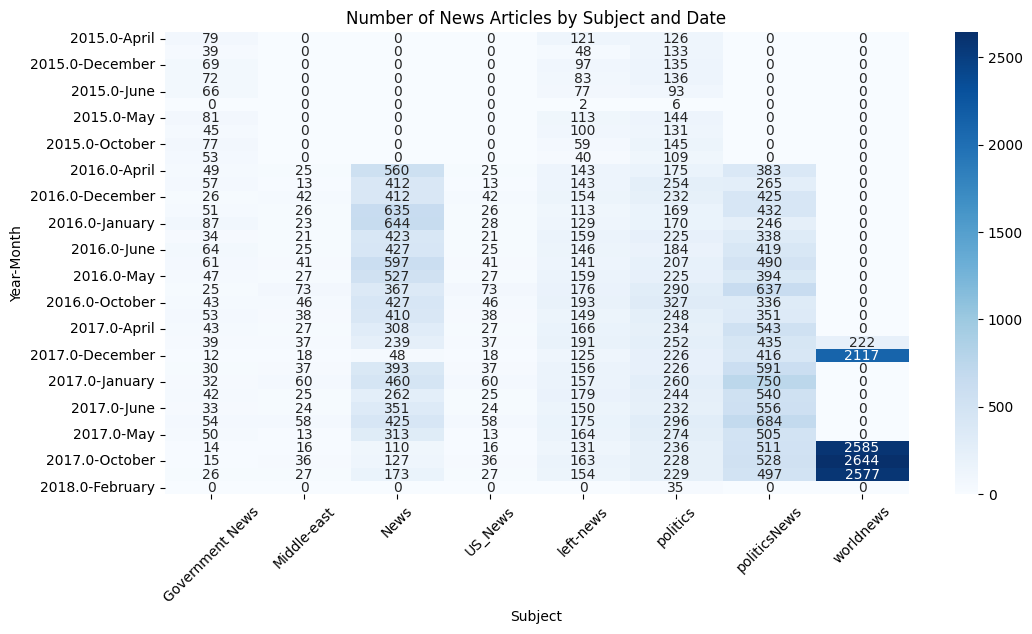 Number of News Articles by Subject and Date
Year-Month
2015.0-April 79 0 0 0 121 126 0 0
39 0 0 0 48 133 0 0
2015.0-December 69 0 0 0 97 135 0 0
72 0 0 0 83 136 0 0
2015.0-June 66 0 0 0 77 93 0 0
0 0 0 0 2 6 0 0
2015.0-May 81 0 0 0 113 144 0 0
45 0 0 0 100 131 0 0
2015.0-October 77 0 0 0 59 145 0 0
53 0 0 0 40 109 0 0
2016.0-April 49 25 560 25 143 175 383 0
57 13 412 13 143 254 265 0
2016.0-December 26 42 412 42 154 232 425 0
51 26 635 26 113 169 432 0
2016.0-January 87 23 644 28 129 170 246 0
34 21 423 21 159 225 338 0
2016.0-June 64 25 427 25 146 184 419 0
61 41 597 41 141 207 490 0
2016.0-May 47 27 527 27 159 225 394 0
25 73 367 73 176 290 637 0
2016.0-October 43 46 427 46 193 327 336 0
53 38 410 38 149 248 351 0
2017.0-April 43 27 308 27 166 234 543 0
39 37 239 37 191 252 435 222
2017.0-December 12 18 48 18 125 226 416 2117
30 37 393 37 156 226 591 0
2017.0-January 32 60 460 60 157 260 750 0
42 25 262 25 179 244 540 0
2017.0-June 33 24 351 24 150 232 556 0
54 58 425 58 175 296 684 0
2017.0-May 50 13 313 13 164 274 505 0
14 16 110 16 131 236 511 2585
2017.0-October 15 36 127 36 163 228 528 2644
26 27 173 27 154 229 497 2577
2018.0-February 0 0 0 0 0 35 0 0
Government News Middle-east News US_News left-news politics politicsNews worldnews
Subject
2500
2000
1500
1000
500
0